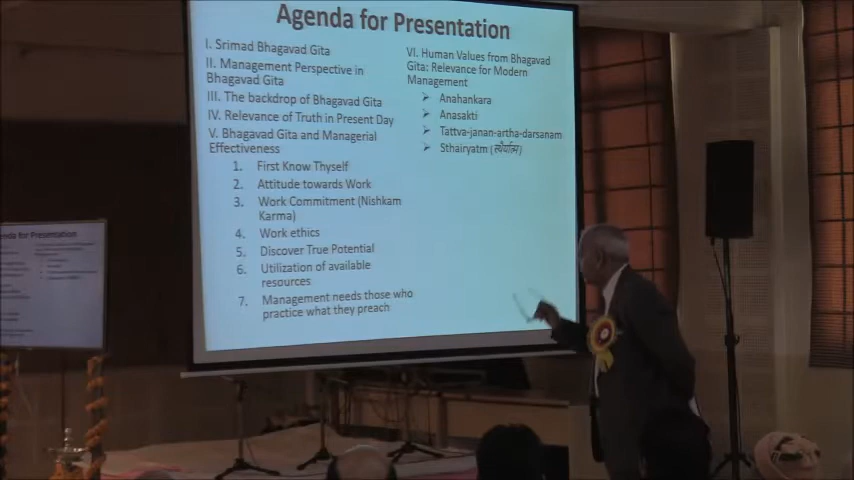 Agenda for Presentation
I. Srimad Bhagavad Gita
II. Management Perspective in
Bhagavad Gita
III. The backdrop of Bhagavad Gita
IV. Relevance of Truth in Present Day
V. Bhagavad Gita and Managerial
Effectiveness
1. First Know Thyself
2. Attitude towards Work
3. Work Commitment (Nishkam
Karma)
4. Work ethics
5. Discover True Potential
6. Utilization of available
resources
7. Management needs those who
practice what they preach
VI. Human Values from Bhagavad
Gita: Relevance for Modern
Management
➢ Anahankara
➢ Anasakti
➢ Tattva-janan-artha-darsanam
➢ Sthairyatm
da for Presentation